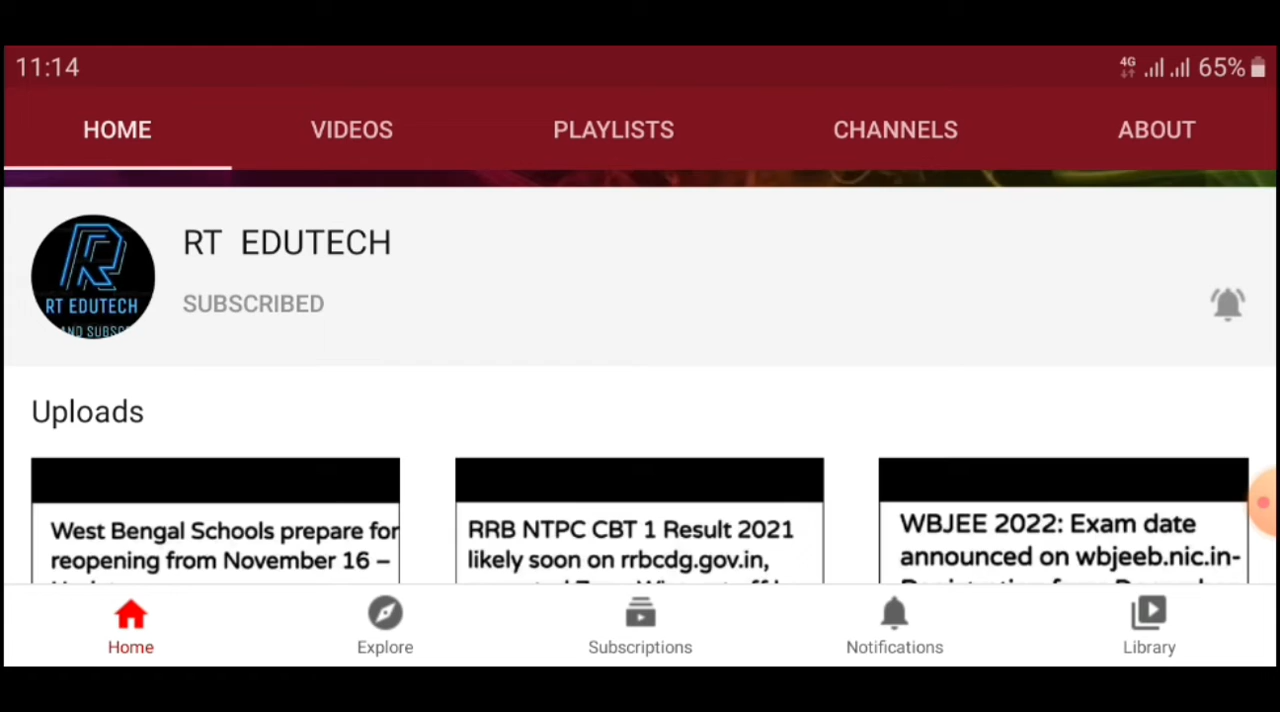 11:14
4G 65%
HOME VIDEOS PLAYLISTS CHANNELS ABOUT
RT EDUTECH
SUBSCRIBED
RT EDUTECH
AND
Uploads
West Bengal Schools prepare for
reopening from November 16 –
RRB NTPC CBT 1 Result 2021
likely soon on rrbcdg.gov.in,
WBJEE 2022: Exam date
announced on wbjeeb.nic.in-
Home Explore Subscriptions Notifications Library